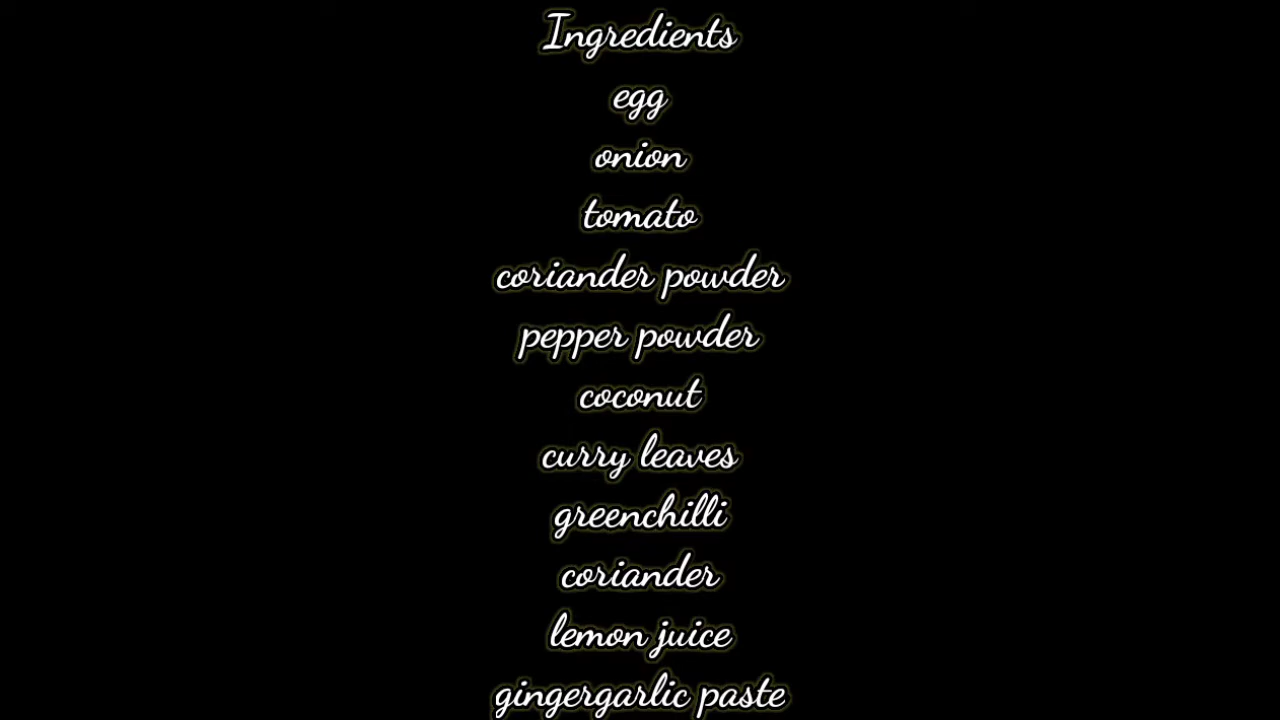 Ingredients
egg
onion
tomato
coriander powder
pepper powder
coconut
curry leaves
greenchilli
coriander
lemon juice
gingergarlic paste